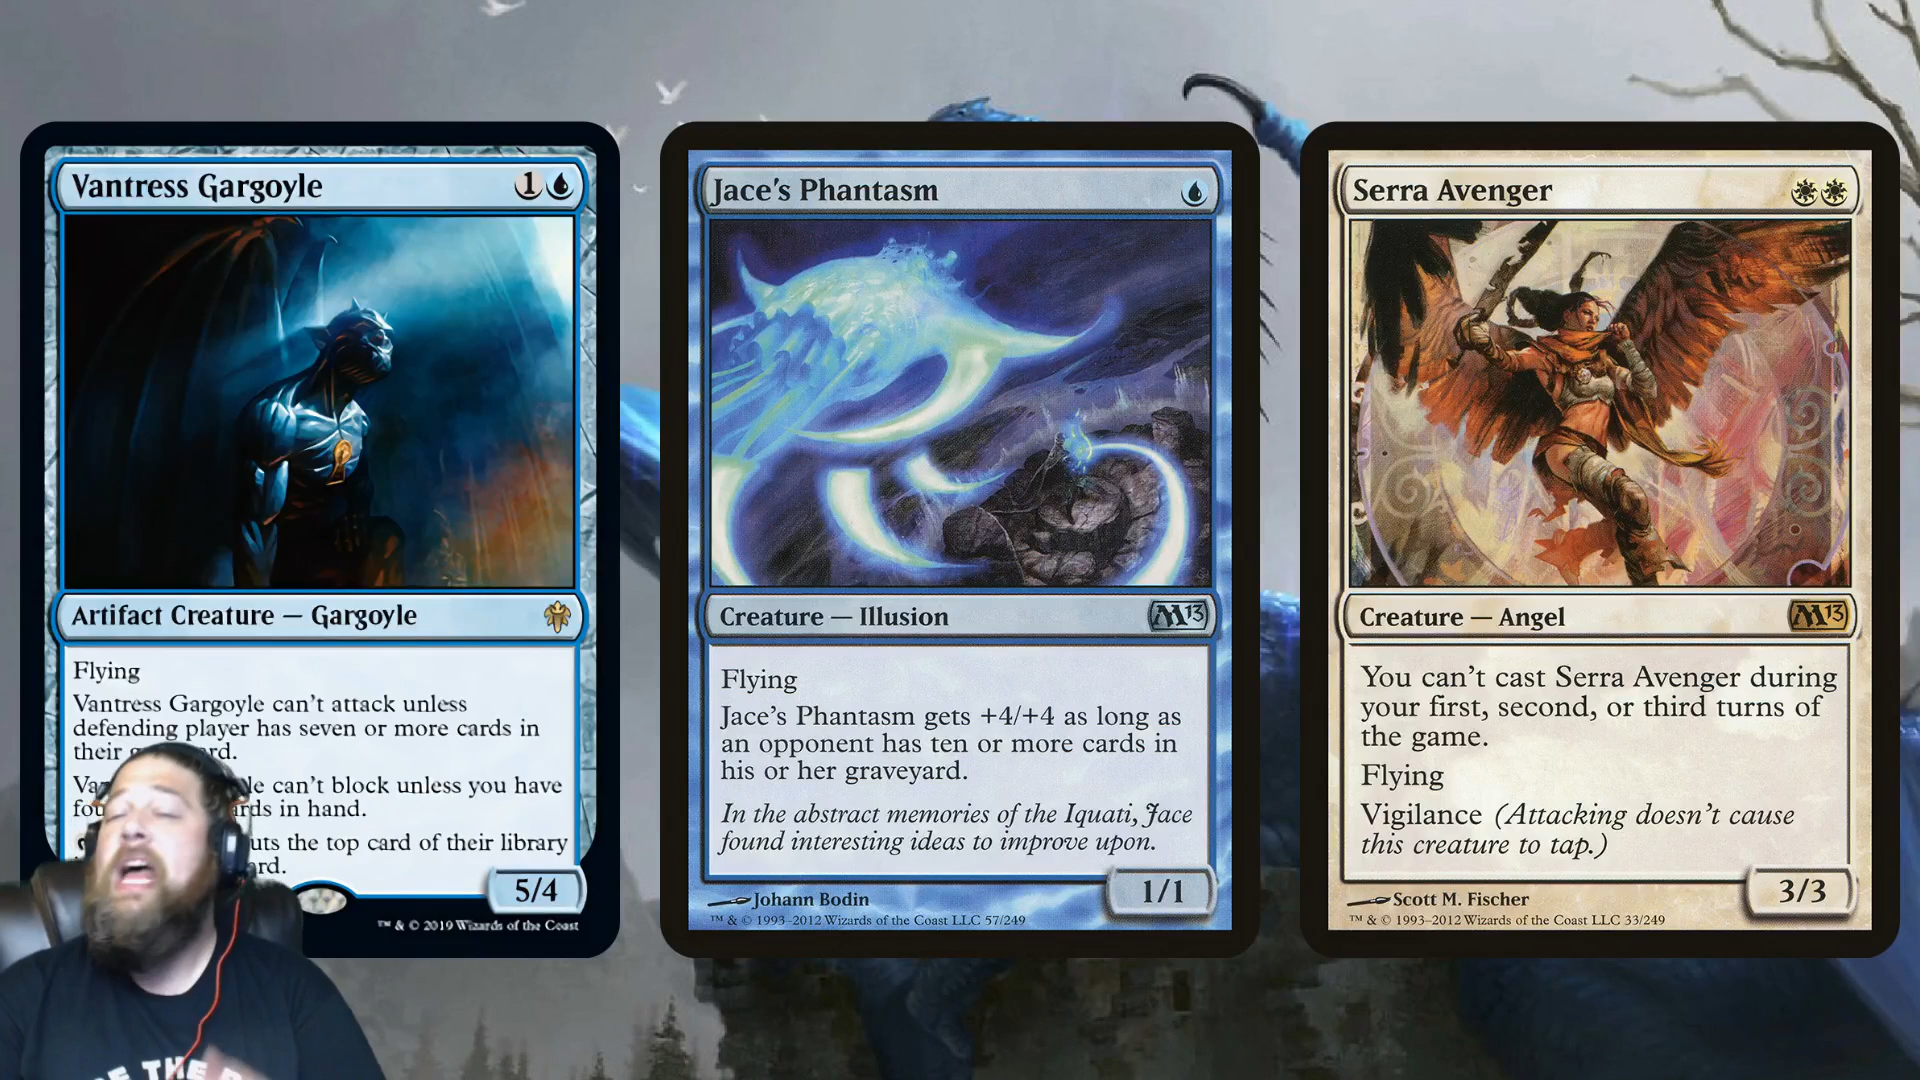 Vantress Gargoyle 1
Artifact Creature — Gargoyle
Flying
Vantress Gargoyle can't attack unless
defending player has seven or more cards in
their
can't block unless you have
in hand.
the top card of their library
5/4
™ & © 2019 Wizards of the Coast
Jace's Phantasm
Creature — Illusion
M13
Flying
Jace's Phantasm gets +4/+4 as long as
an opponent has ten or more cards in
his or her graveyard.
In the abstract memories of the Iquati, Jace
found interesting ideas to improve upon.
1/1
Johann Bodin
™ & © 1993–2012 Wizards of the Coast LLC 57/249
Serra Avenger
Creature — Angel
M13
You can't cast Serra Avenger during
your first, second, or third turns of
the game.
Flying
Vigilance (Attacking doesn't cause
this creature to tap.)
3/3
Scott M. Fischer
™ & © 1993–2012 Wizards of the Coast LLC 33/249
THE